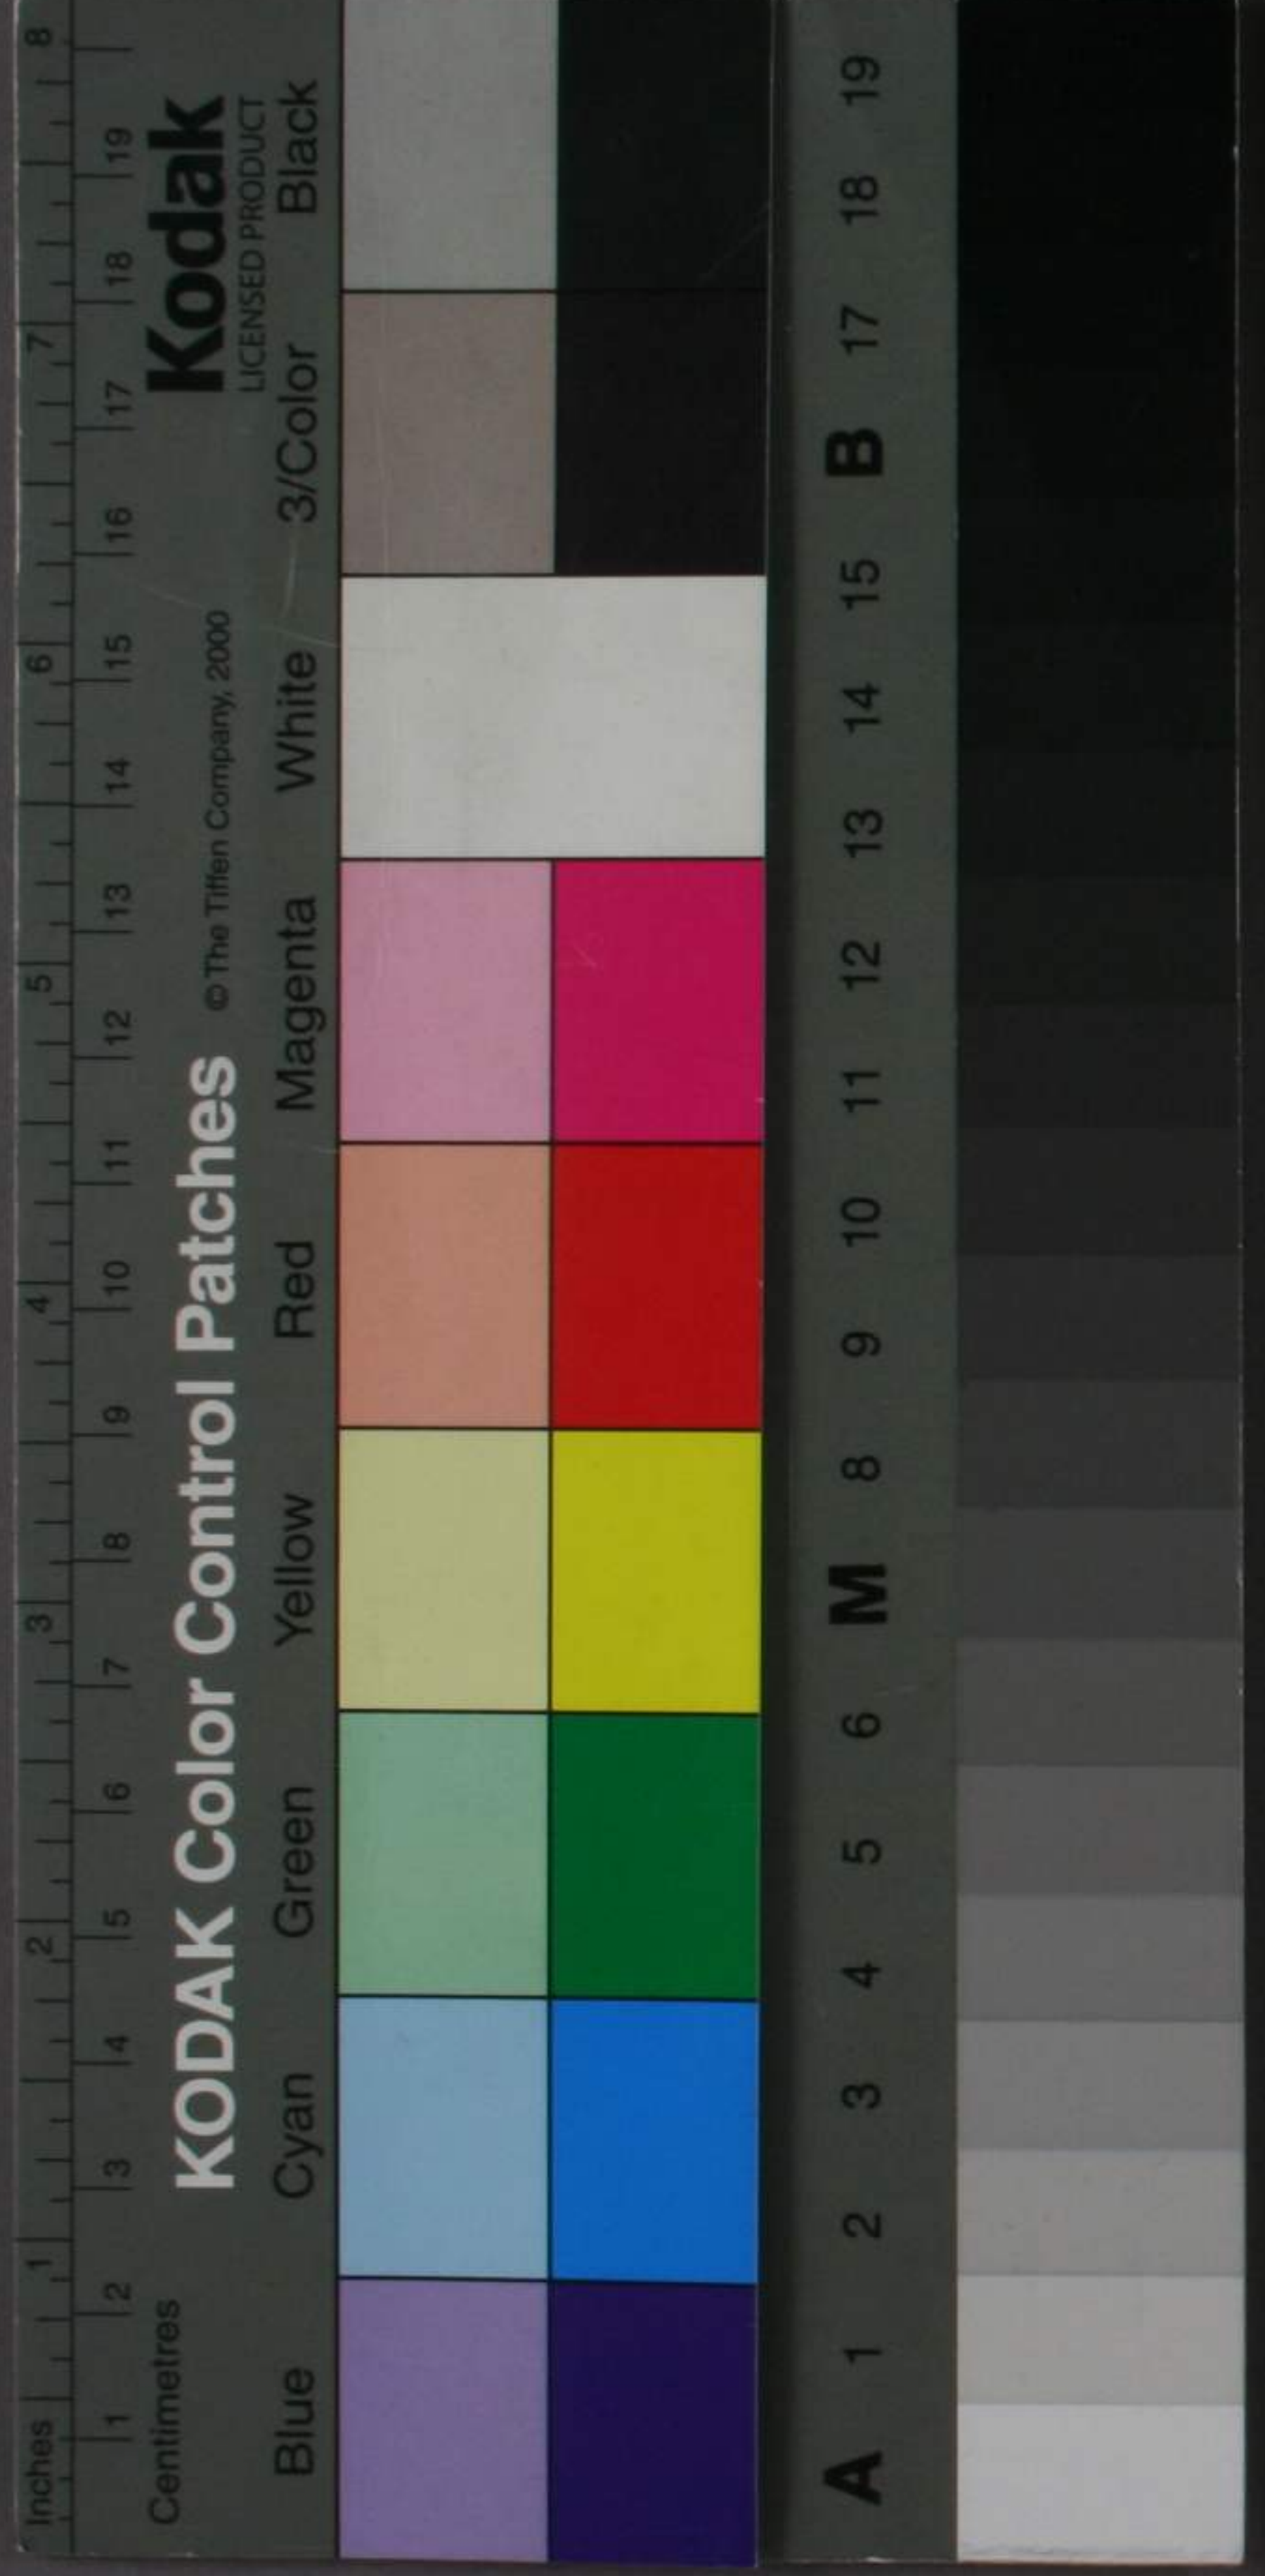 Inches 1 2 3 4 5 6 7 8
1 2 3 4 5 6 7 8 9 10 11 12 13 14 15 16 17 18 19
Centimetres
KODAK Color Control Patches © The Tiffen Company, 2000 Kodak
LICENSED PRODUCT
Blue Cyan Green Yellow Red Magenta White 3/Color Black
A 1 2 3 4 5 6 M 8 9 10 11 12 13 14 15 B 17 18 19